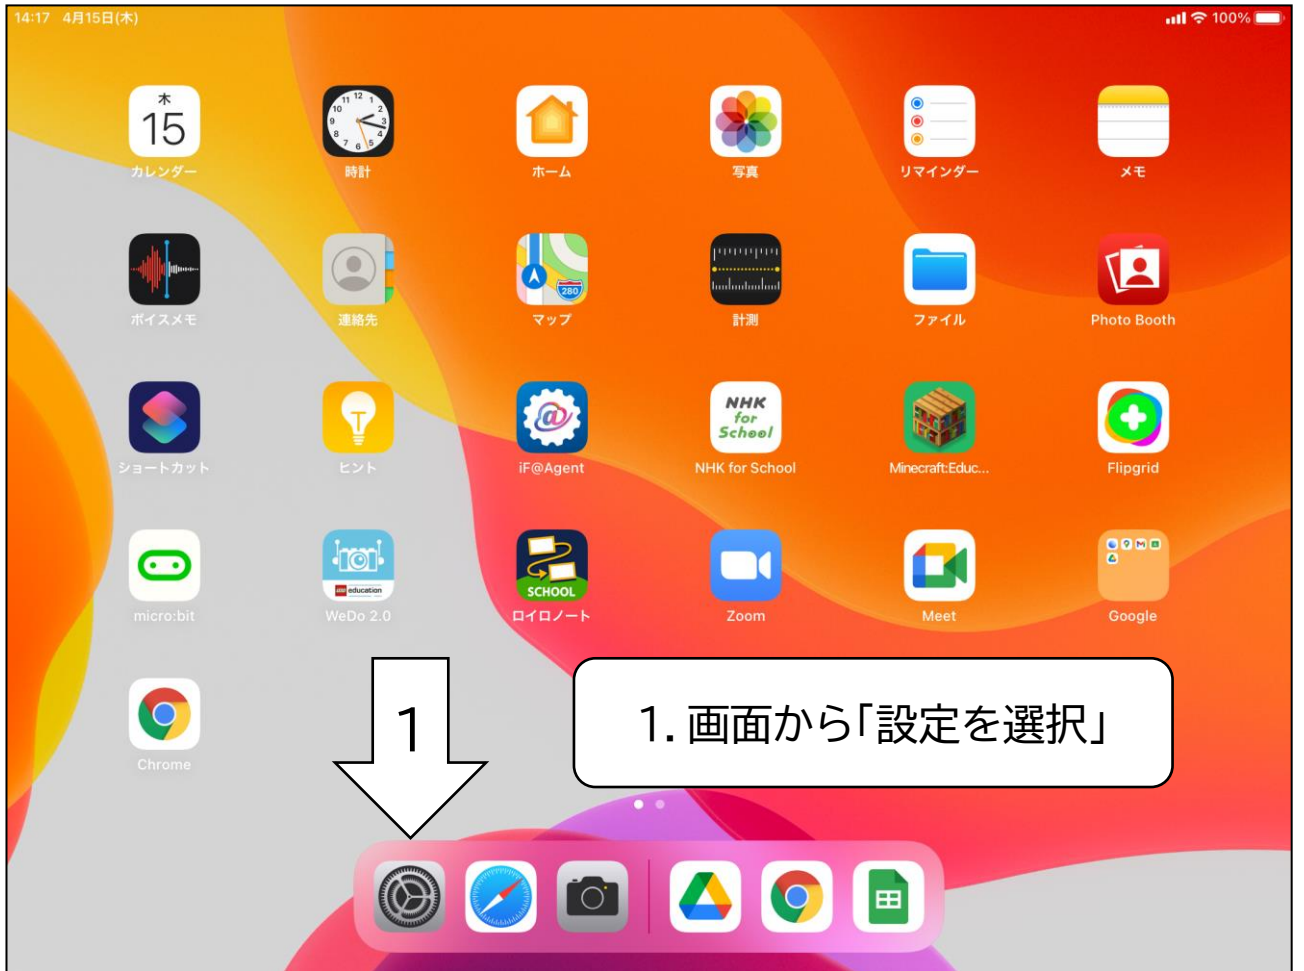 14:17 4月15日(木)
100%
木
15
カレンダー
時計
ホーム
写真
リマインダー
メモ
ボイスメモ
連絡先
280
マップ
計測
ファイル
Photo Booth
ショートカット
ヒント
iF@Agent
NHK
for
School
NHK for School
Minecraft:Educ...
Flipgrid
micro:bit
education
WeDo 2.0
SCHOOL
ロイロノート
Zoom
Meet
Google
Chrome
1
1. 画面から「設定を選択」